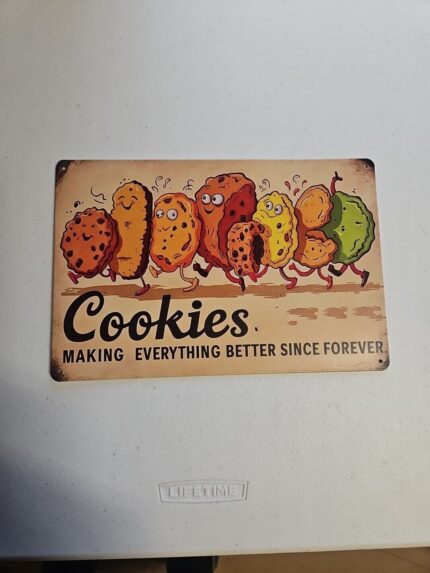 Cookies.
MAKING EVERYTHING BETTER SINCE FOREVER.
LIFETIME